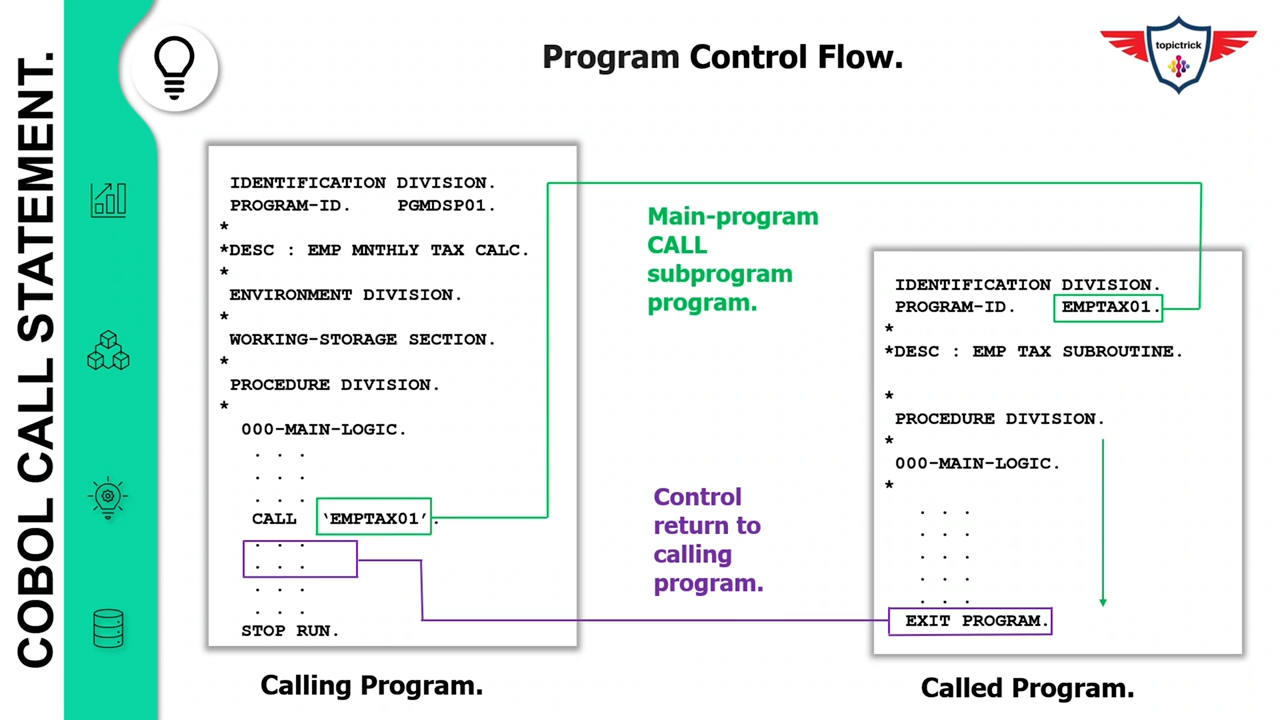 COBOL CALL STATEMENT.
Program Control Flow.
topictrick
IDENTIFICATION DIVISION.
PROGRAM-ID. PGMDSP01.
*
*DESC : EMP MNTHLY TAX CALC.
*
ENVIRONMENT DIVISION.
*
WORKING-STORAGE SECTION.
*
PROCEDURE DIVISION.
*
000-MAIN-LOGIC.
. . .
. . .
. . .
CALL ‘EMPTAX01’.
. . .
. . .
. . .
. . .
STOP RUN.
Calling Program.
Main-program
CALL
subprogram
program.
Control
return to
calling
program.
IDENTIFICATION DIVISION.
PROGRAM-ID. EMPTAX01.
*
*DESC : EMP TAX SUBROUTINE.
*
PROCEDURE DIVISION.
*
000-MAIN-LOGIC.
*
. . .
. . .
. . .
. . .
. . .
EXIT PROGRAM.
Called Program.